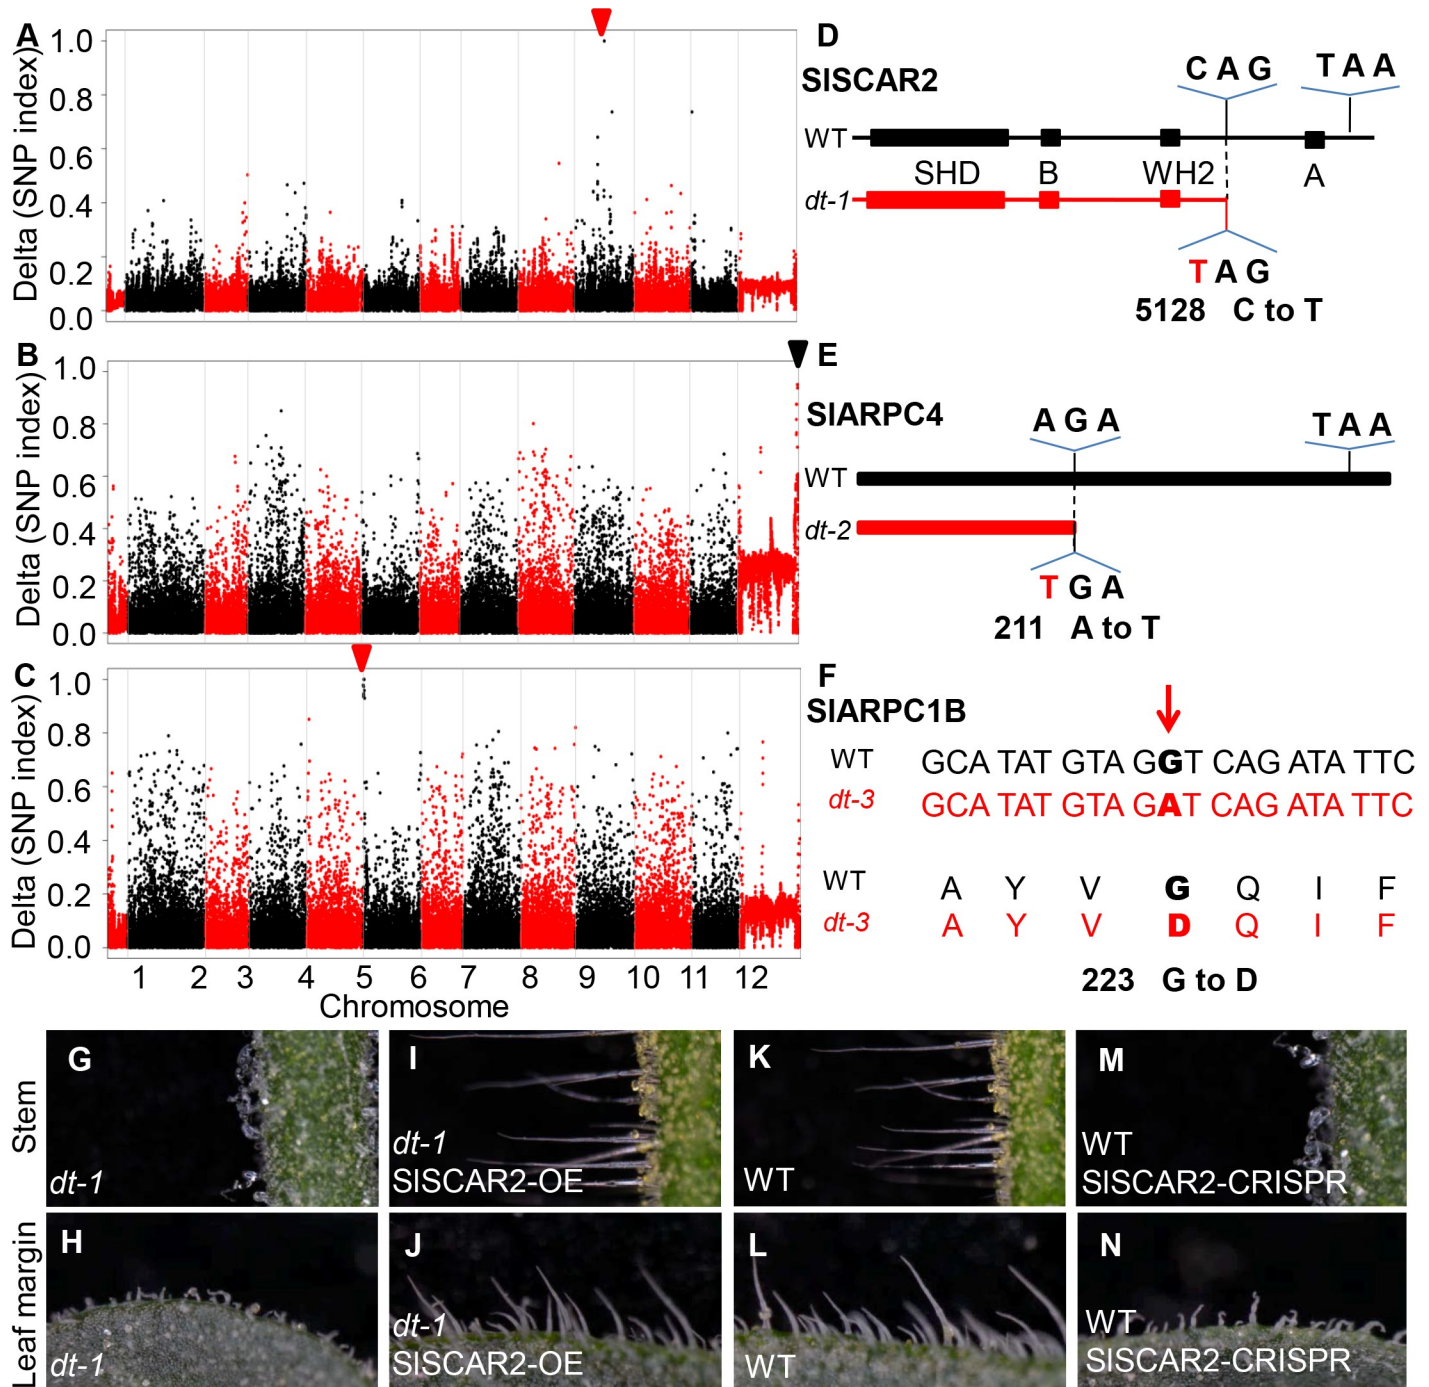 A
Delta (SNP index)
1.0
0.8
0.6
0.4
0.2
0.0
B
Delta (SNP index)
1.0
0.8
0.6
0.4
0.2
0.0
C
Delta (SNP index)
1.0
0.8
0.6
0.4
0.2
0.0
1 2 3 4 5 6 7 8 9 10 11 12
Chromosome
D
SlSCAR2
CAG TAA
WT
SHD B WH2 A
dt-1
TAG
5128 C to T
E
SlARPC4
AGA TAA
WT
dt-2
TGA
211 A to T
F
SlARPC1B
WT GCA TAT GTA GGT CAG ATA TTC
dt-3 GCA TAT GTA GAT CAG ATA TTC
WT A Y V G Q I F
dt-3 A Y V D Q I F
223 G to D
Stem
G
dt-1
I
dt-1
SlSCAR2-OE
K
WT
M
WT
SlSCAR2-CRISPR
Leaf margin
H
dt-1
J
dt-1
SlSCAR2-OE
L
WT
N
WT
SlSCAR2-CRISPR